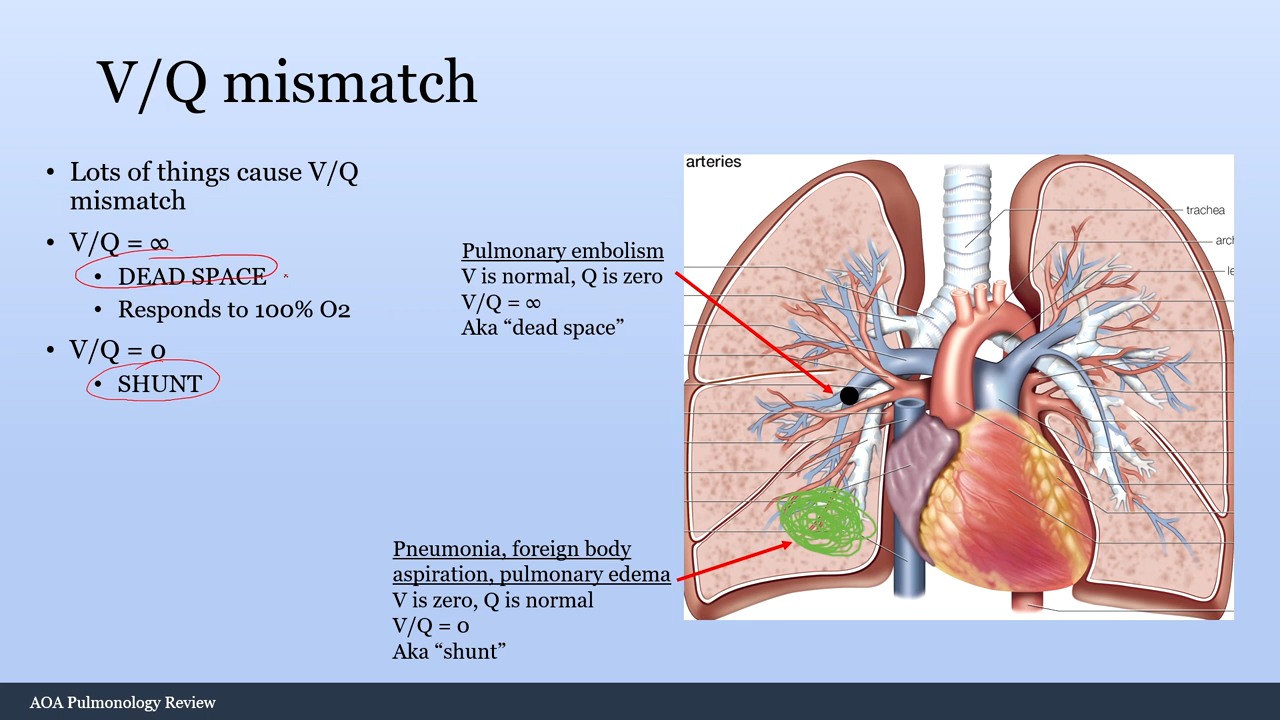 V/Q mismatch
• Lots of things cause V/Q
mismatch
• V/Q = ∞
• DEAD SPACE
• Responds to 100% O2
• V/Q = 0
• SHUNT
Pulmonary embolism
V is normal, Q is zero
V/Q = ∞
Aka “dead space”
Pneumonia, foreign body
aspiration, pulmonary edema
V is zero, Q is normal
V/Q = 0
Aka “shunt”
arteries
trachea
arch
le
AOA Pulmonology Review